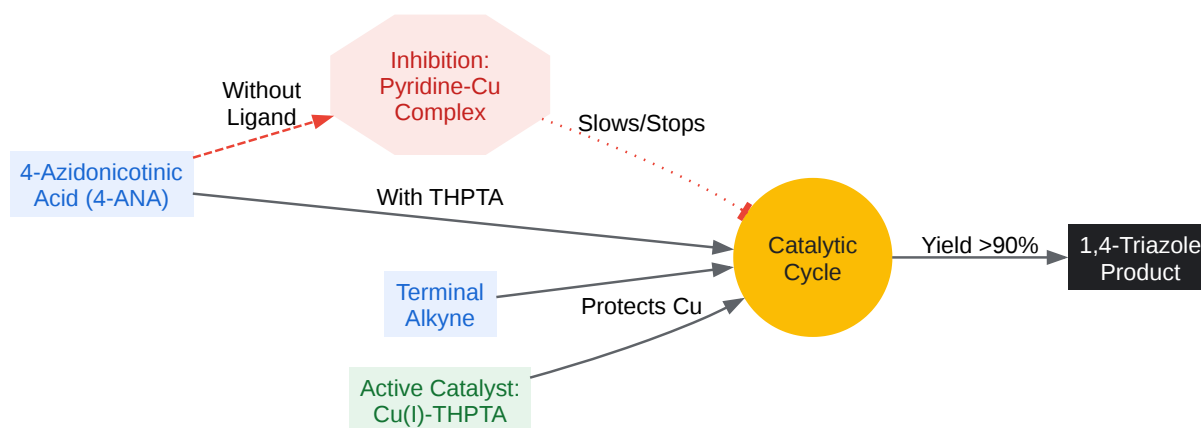 Inhibition:
Pyridine-Cu
Complex
Without
Ligand
Slows/Stops
4-Azidonicotinic
Acid (4-ANA)
With THPTA
Catalytic
Cycle
Yield >90%
1,4-Triazole
Product
Terminal
Alkyne
Protects Cu
Active Catalyst:
Cu(I)-THPTA